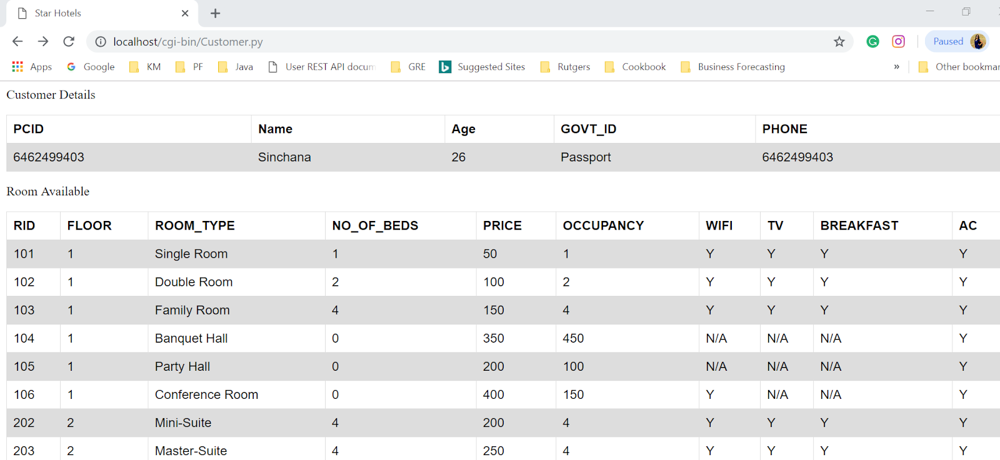 Star Hotels
localhost/cgi-bin/Customer.py
Paused
Apps Google KM PF Java User REST API docum GRE Suggested Sites Rutgers Cookbook Business Forecasting » Other bookmar
Customer Details
PCID Name Age GOVT_ID PHONE
6462499403 Sinchana 26 Passport 6462499403
Room Available
RID FLOOR ROOM_TYPE NO_OF_BEDS PRICE OCCUPANCY WIFI TV BREAKFAST AC
101 1 Single Room 1 50 1 Y Y Y Y
102 1 Double Room 2 100 2 Y Y Y Y
103 1 Family Room 4 150 4 Y Y Y Y
104 1 Banquet Hall 0 350 450 N/A N/A N/A Y
105 1 Party Hall 0 200 100 N/A N/A N/A Y
106 1 Conference Room 0 400 150 Y N/A N/A Y
202 2 Mini-Suite 4 200 4 Y Y Y Y
203 2 Master-Suite 4 250 4 Y Y Y Y